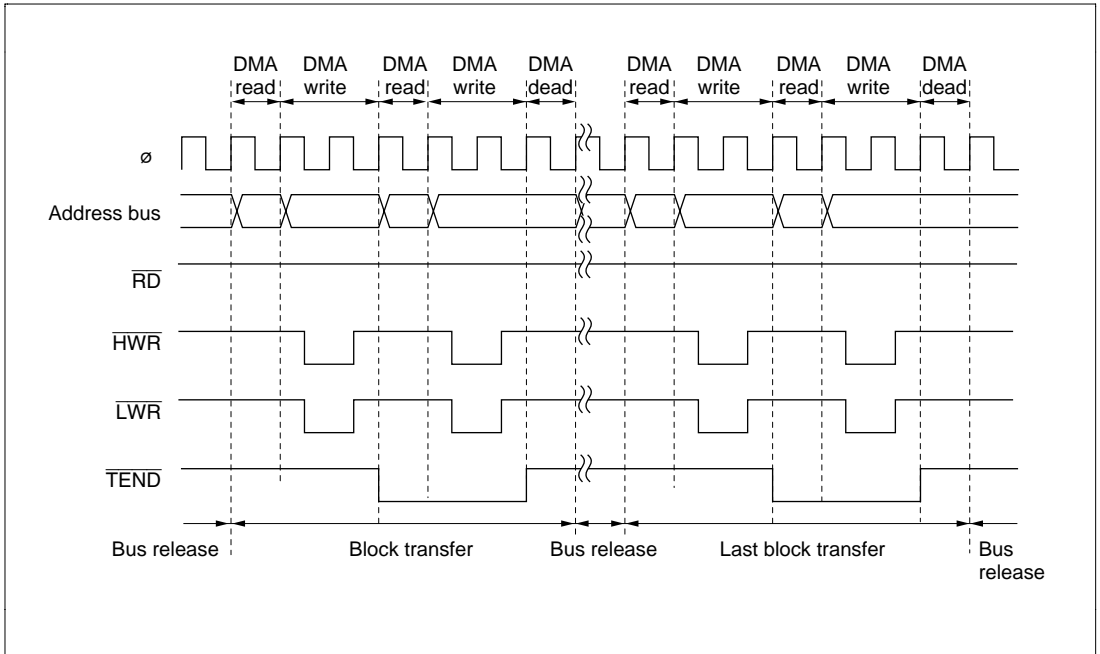 DMA read
DMA write
DMA read
DMA write
DMA dead
DMA read
DMA write
DMA read
DMA write
DMA dead
ø
Address bus
RD
HWR
LWR
TEND
Bus release
Block transfer
Bus release
Last block transfer
Bus
release